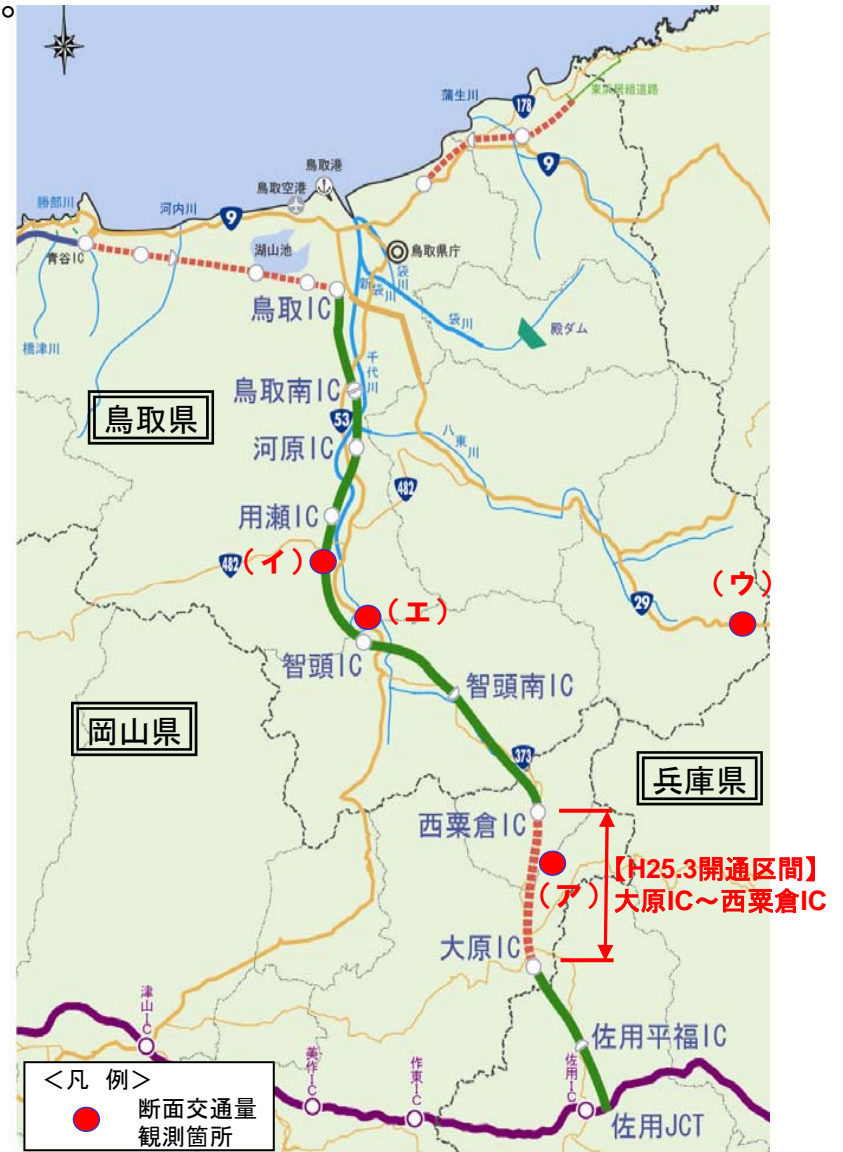 。
蒲生川
178
東浜居組道路
鳥取港
鳥取空港
9
勝部川
河内川
9
湖山池
鳥取県庁
青谷IC
袋川
新袋川
鳥取IC
袋川
殿ダム
橋津川
千代川
鳥取南IC
鳥取県
53
八東川
河原IC
482
用瀬IC
482
(イ)
(ウ)
29
(エ)
智頭IC
智頭南IC
岡山県
373
兵庫県
西粟倉IC
【H25.3開通区間】
(ア)
大原IC～西粟倉IC
大原IC
津山IC
佐用平福IC
美作IC
作東IC
佐用IC
佐用JCT
＜凡 例＞
断面交通量
観測箇所